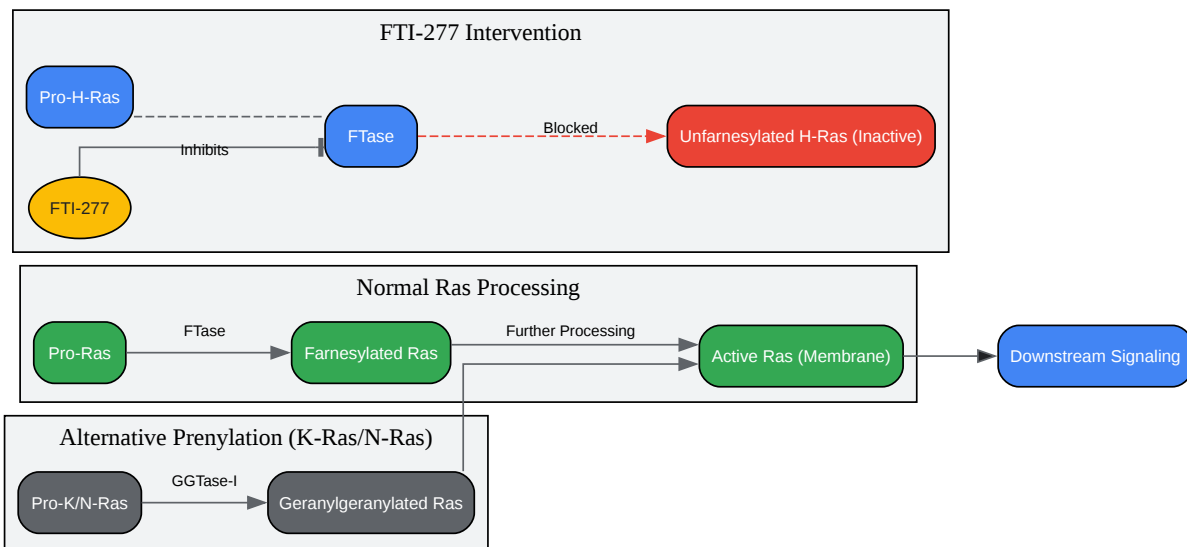 FTI-277 Intervention
Pro-H-Ras
FTase
Blocked
Unfarnesylated H-Ras (Inactive)
Inhibits
FTI-277
Normal Ras Processing
Pro-Ras
FTase
Farnesylated Ras
Further Processing
Active Ras (Membrane)
Downstream Signaling
Alternative Prenylation (K-Ras/N-Ras)
Pro-K/N-Ras
GGTase-I
Geranylgeranylated Ras